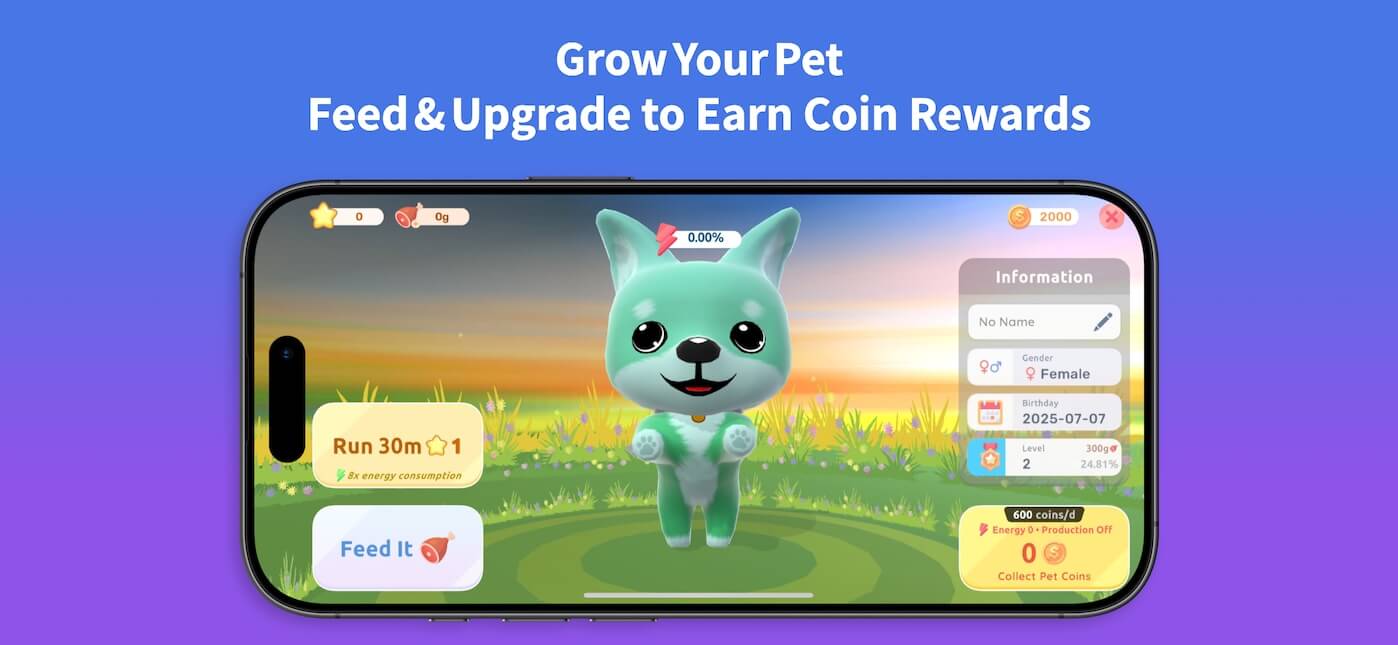 Grow Your Pet
Feed & Upgrade to Earn Coin Rewards
0
0g
0.00%
2000
Information
No Name
Gender
Female
Birthday
2025-07-07
Level
300g
2
24.81%
Run 30m 1
8x energy consumption
Feed It
600 coins/d
Energy 0 • Production Off
0
Collect Pet Coins